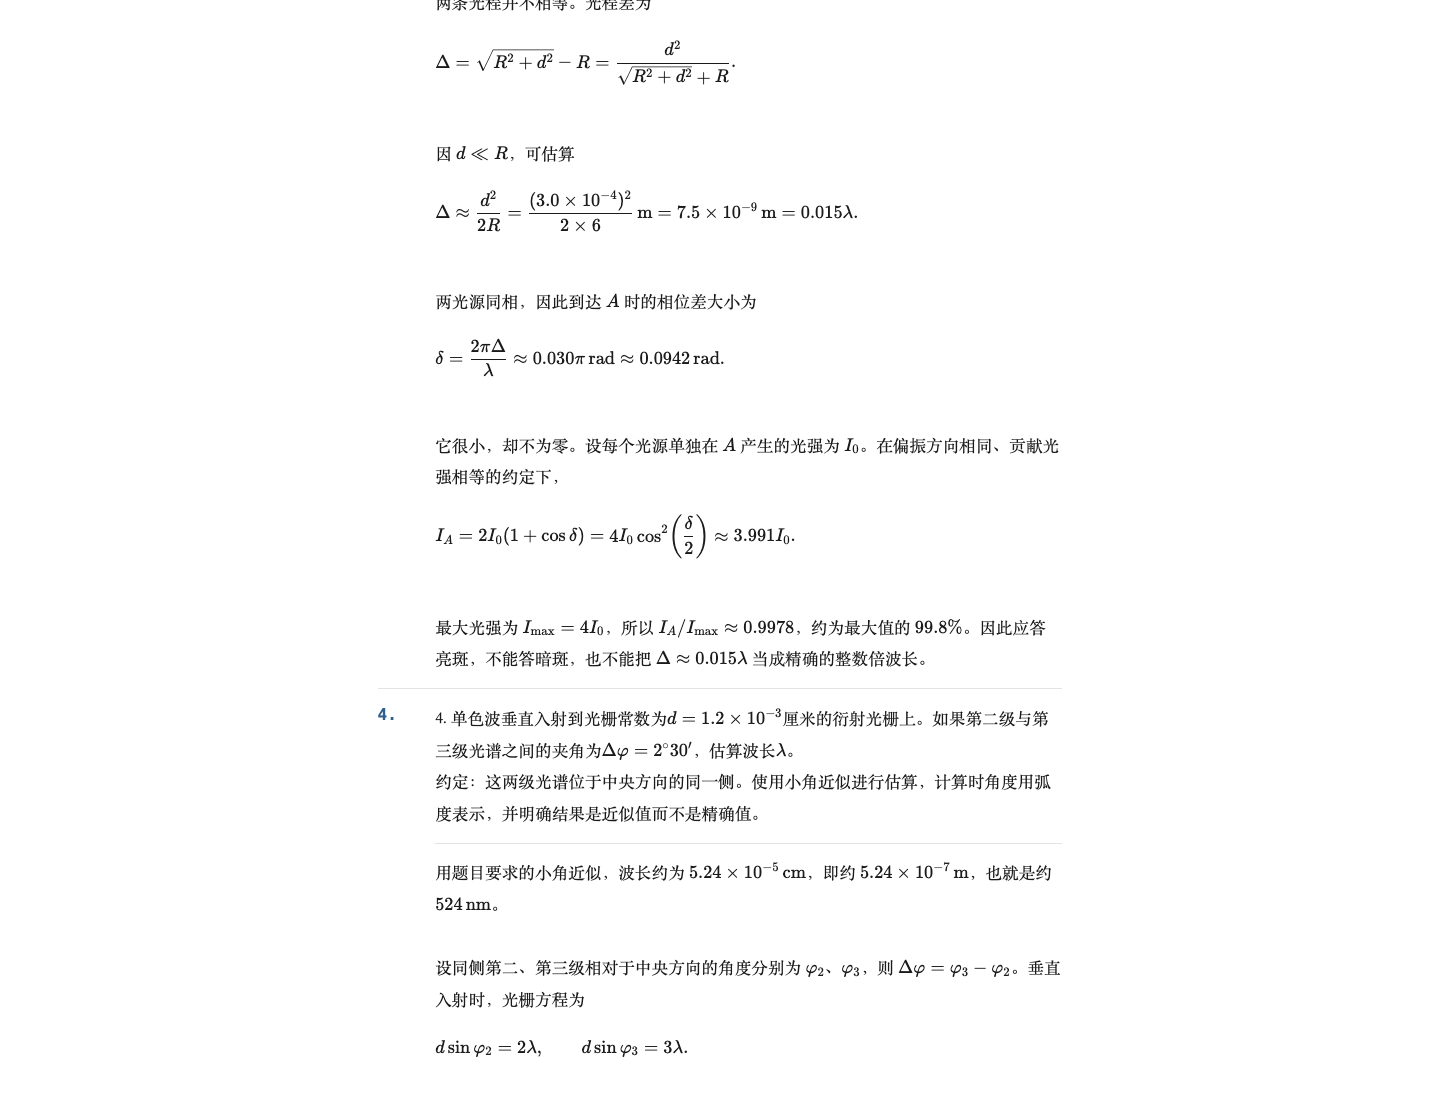 两条光程并不相等。光程差为
Δ = √(R² + d²) − R = d² / (√(R² + d²) + R).
因 d ≪ R，可估算
Δ ≈ d² / 2R = (3.0 × 10⁻⁴)² / (2 × 6) m = 7.5 × 10⁻⁹ m = 0.015λ.
两光源同相，因此到达 A 时的相位差大小为
δ = 2πΔ / λ ≈ 0.030π rad ≈ 0.0942 rad.
它很小，却不为零。设每个光源单独在 A 产生的光强为 I₀。在偏振方向相同、贡献光
强相等的约定下，
I_A = 2I₀(1 + cos δ) = 4I₀ cos²(δ/2) ≈ 3.991I₀.
最大光强为 I_max = 4I₀，所以 I_A/I_max ≈ 0.9978，约为最大值的 99.8%。因此应答
亮斑，不能答暗斑，也不能把 Δ ≈ 0.015λ 当成精确的整数倍波长。
4. 4. 单色波垂直入射到光栅常数为d = 1.2 × 10⁻³厘米的衍射光栅上。如果第二级与第
三级光谱之间的夹角为Δφ = 2°30′，估算波长λ。
约定：这两级光谱位于中央方向的同一侧。使用小角近似进行估算，计算时角度用弧
度表示，并明确结果是近似值而不是精确值。
用题目要求的小角近似，波长约为 5.24 × 10⁻⁵ cm，即约 5.24 × 10⁻⁷ m，也就是约
524 nm。
设同侧第二、第三级相对于中央方向的角度分别为 φ₂、φ₃，则 Δφ = φ₃ − φ₂。垂直
入射时，光栅方程为
d sin φ₂ = 2λ, d sin φ₃ = 3λ.